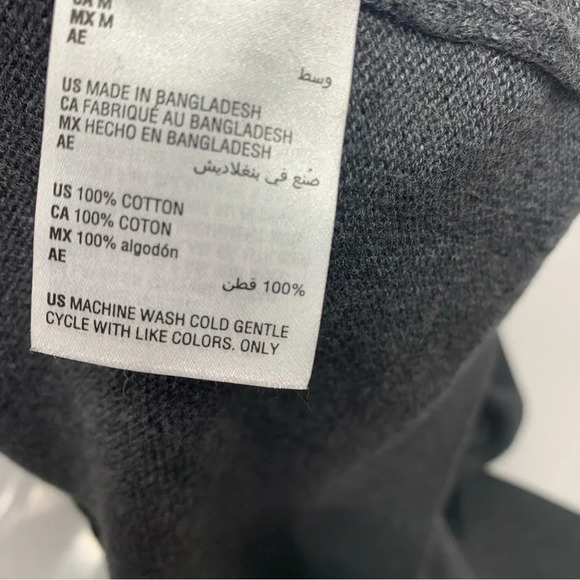 CA M
MX M
AE
وسط
US MADE IN BANGLADESH
CA FABRIQUÉ AU BANGLADESH
MX HECHO EN BANGLADESH
AE
صُنع في بنغلاديش
US 100% COTTON
CA 100% COTON
MX 100% algodón
AE
100% قطن
US MACHINE WASH COLD GENTLE
CYCLE WITH LIKE COLORS. ONLY